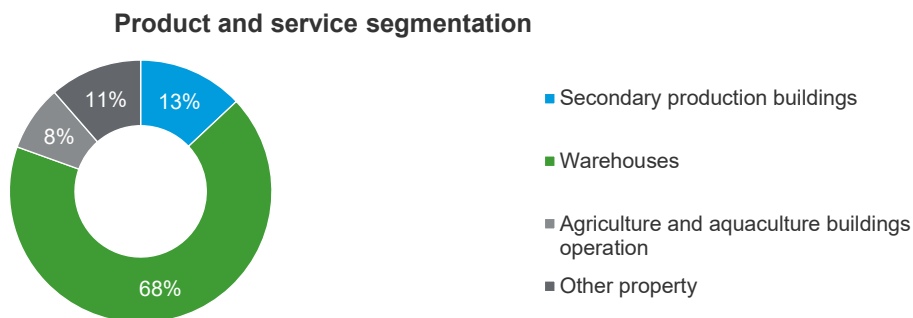 Product and service segmentation
11%
13%
8%
68%
Secondary production buildings
Warehouses
Agriculture and aquaculture buildings
operation
Other property